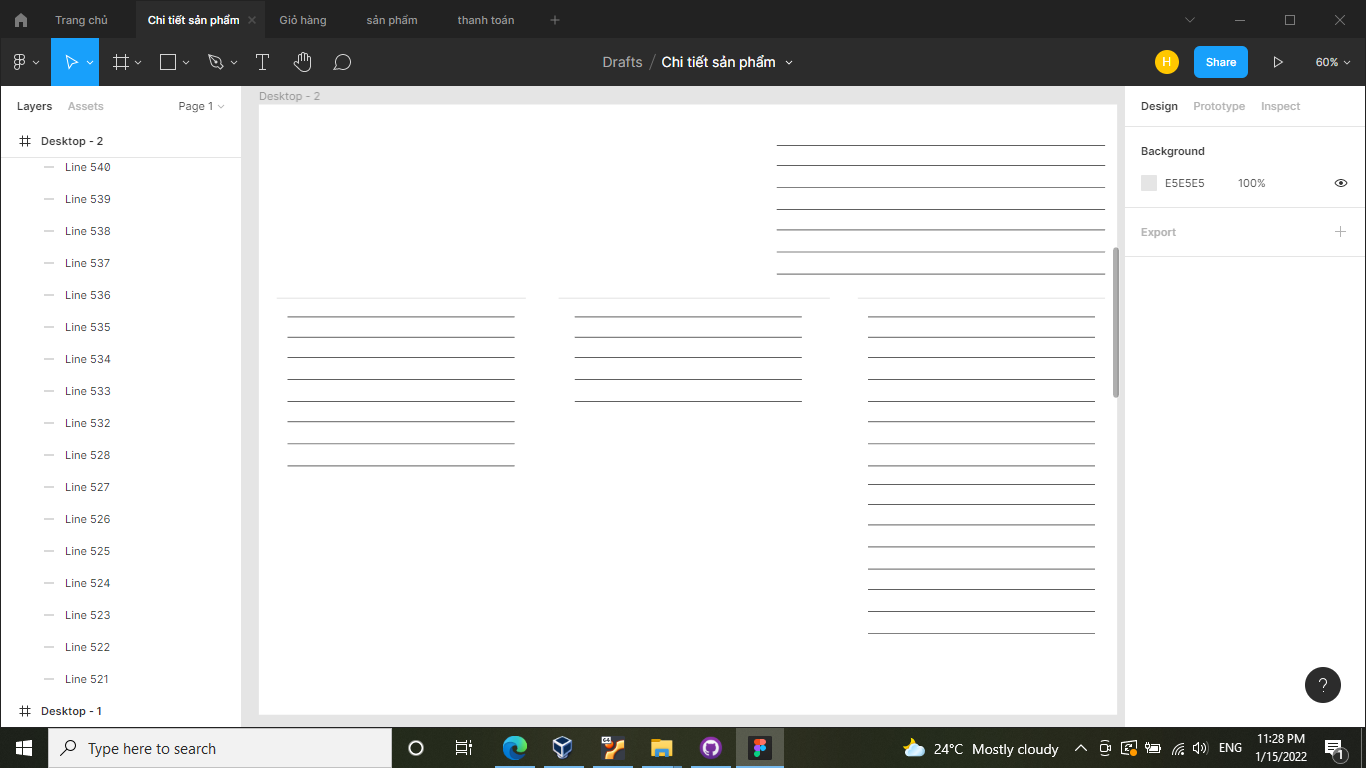 Trang chủ
Chi tiết sản phẩm
Giỏ hàng
sản phẩm
thanh toán
Drafts / Chi tiết sản phẩm
H
Share
60%
Layers
Assets
Page 1
Desktop - 2
Line 540
Line 539
Line 538
Line 537
Line 536
Line 535
Line 534
Line 533
Line 532
Line 528
Line 527
Line 526
Line 525
Line 524
Line 523
Line 522
Line 521
Desktop - 1
Desktop - 2
Design
Prototype
Inspect
Background
E5E5E5
100%
Export
?
Type here to search
64
24°C Mostly cloudy
ENG
11:28 PM
1/15/2022
1